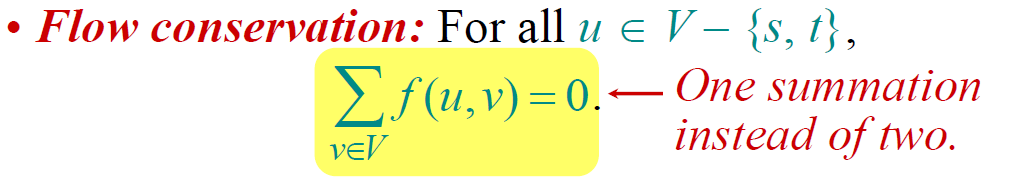 • Flow conservation: For all u ∈ V – {s, t},
∑ f(u,v) = 0. ← One summation
v∈V
instead of two.